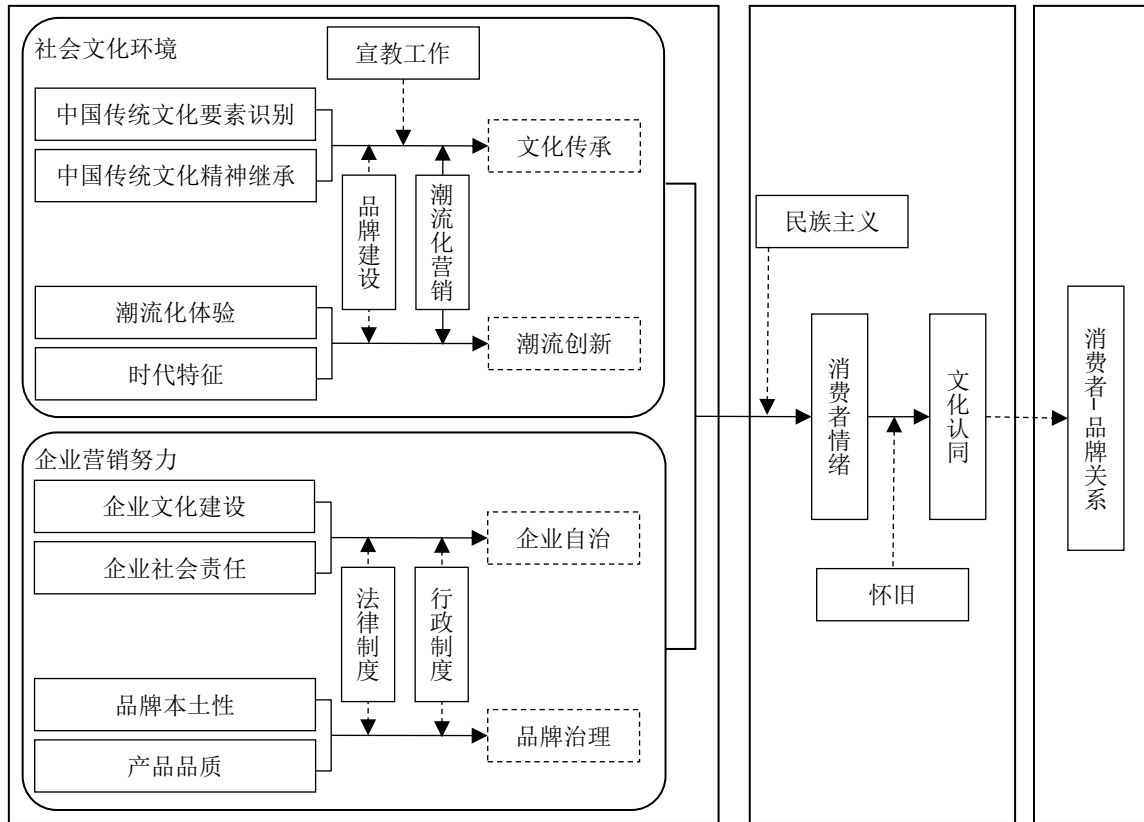 社会文化环境
宣教工作
中国传统文化要素识别
中国传统文化精神继承
文化传承
品牌建设
潮流化营销
潮流化体验
时代特征
潮流创新
企业营销努力
企业文化建设
企业社会责任
企业自治
法律制度
行政制度
品牌本土性
产品品质
品牌治理
民族主义
消费者情绪
文化认同
怀旧
消费者-品牌关系